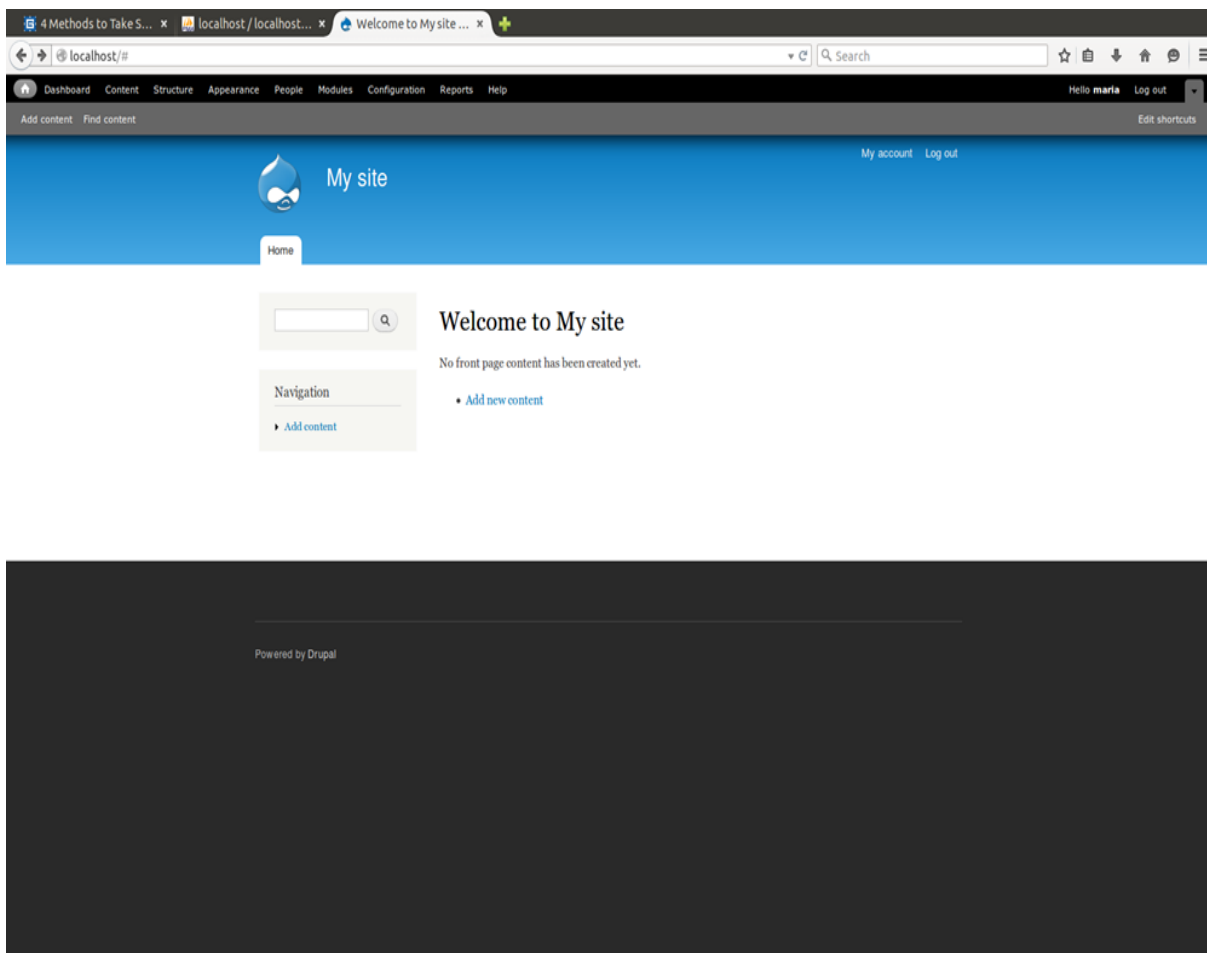 4 Methods to Take S... localhost / localhost... Welcome to My site ...
localhost/# Search
Dashboard Content Structure Appearance People Modules Configuration Reports Help Hello maria Log out
Add content Find content Edit shortcuts
My account Log out
My site
Home
Welcome to My site
No front page content has been created yet.
Navigation
• Add new content
Add content
Powered by Drupal